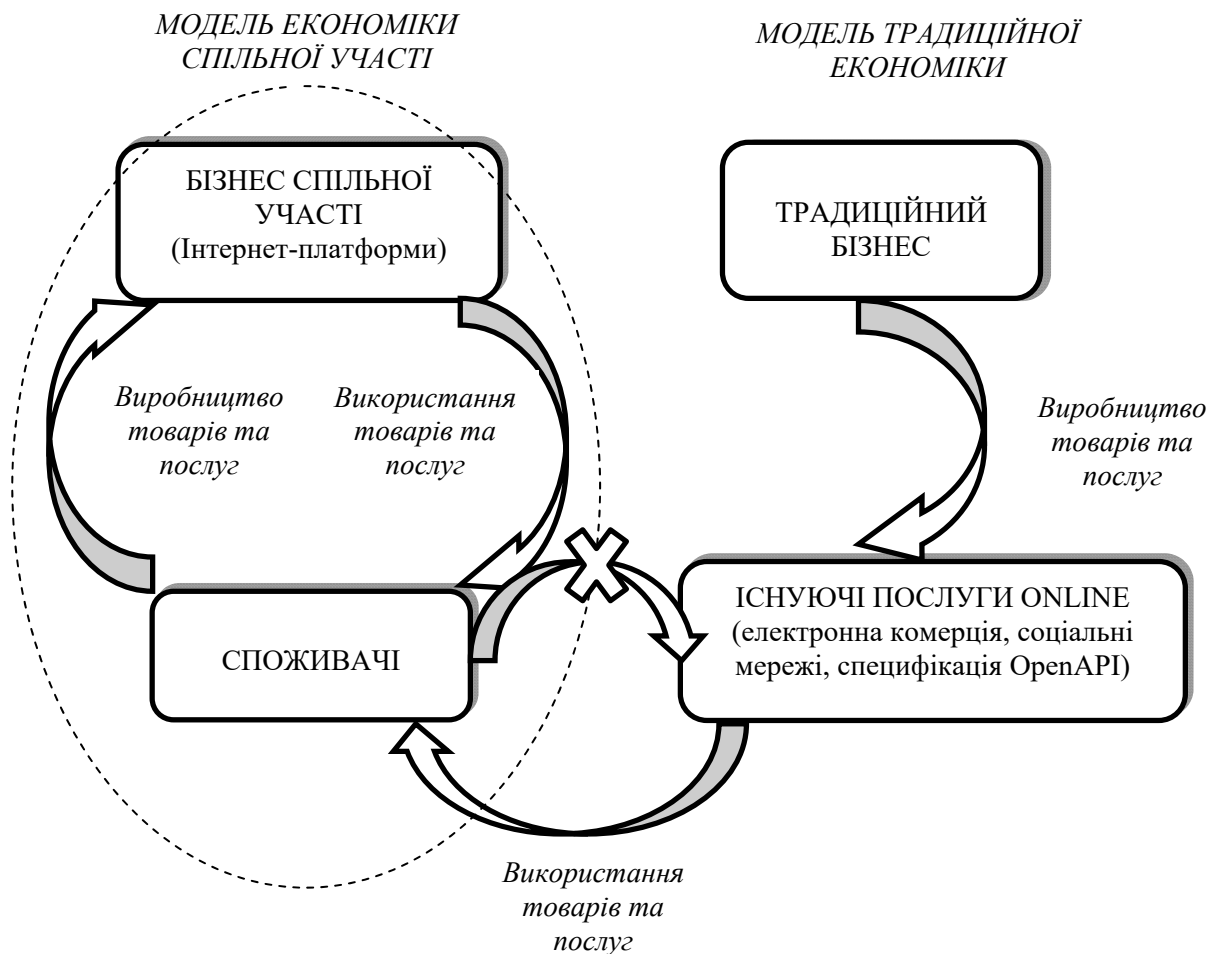 МОДЕЛЬ ЕКОНОМІКИ
СПІЛЬНОЇ УЧАСТІ
МОДЕЛЬ ТРАДИЦІЙНОЇ
ЕКОНОМІКИ
БІЗНЕС СПІЛЬНОЇ
УЧАСТІ
(Інтернет-платформи)
ТРАДИЦІЙНИЙ
БІЗНЕС
Виробництво
товарів та
послуг
Використання
товарів та
послуг
Виробництво
товарів та
послуг
СПОЖИВАЧІ
ІСНУЮЧІ ПОСЛУГИ ONLINE
(електронна комерція, соціальні
мережі, специфікація OpenAPI)
Використання
товарів та
послуг